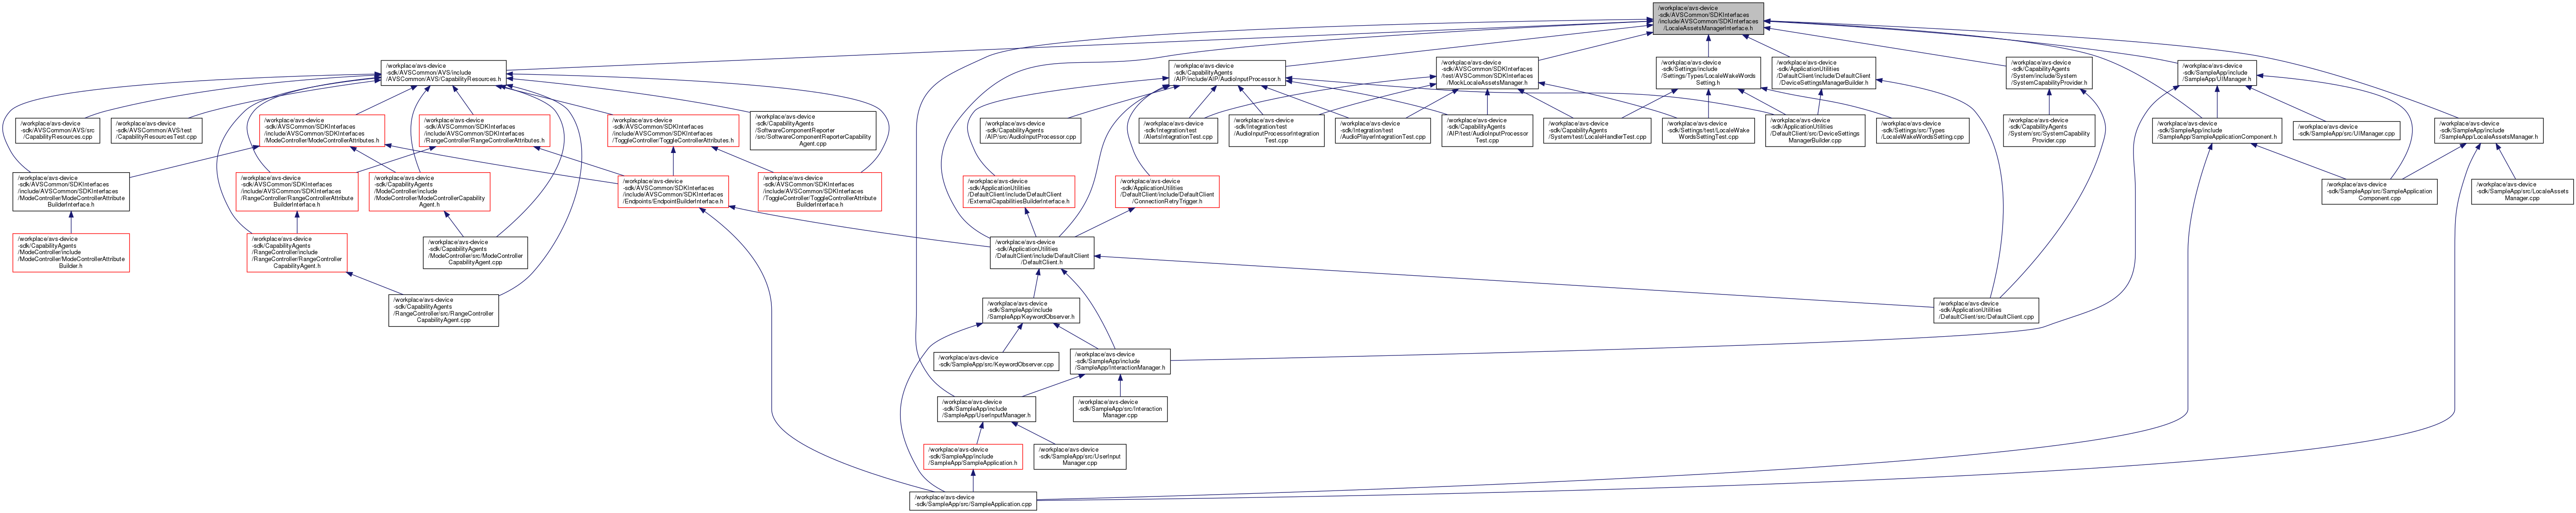 /workplace/avs-device
-sdk/AVSCommon/SDKInterfaces
/include/AVSCommon/SDKInterfaces
/LocaleAssetsManagerInterface.h
/workplace/avs-device
-sdk/AVSCommon/AVS/include
/AVSCommon/AVS/CapabilityResources.h
/workplace/avs-device
-sdk/CapabilityAgents
/AIP/include/AIP/AudioInputProcessor.h
/workplace/avs-device
-sdk/AVSCommon/SDKInterfaces
/test/AVSCommon/SDKInterfaces
/MockLocaleAssetsManager.h
/workplace/avs-device
-sdk/Settings/include
/Settings/Types/LocaleWakeWords
Setting.h
/workplace/avs-device
-sdk/ApplicationUtilities
/DefaultClient/include/DefaultClient
/DeviceSettingsManagerBuilder.h
/workplace/avs-device
-sdk/CapabilityAgents
/System/include/System
/SystemCapabilityProvider.h
/workplace/avs-device
-sdk/SampleApp/include
/SampleApp/UIManager.h
/workplace/avs-device
-sdk/AVSCommon/AVS/src
/CapabilityResources.cpp
/workplace/avs-device
-sdk/AVSCommon/AVS/test
/CapabilityResourcesTest.cpp
/workplace/avs-device
-sdk/AVSCommon/SDKInterfaces
/include/AVSCommon/SDKInterfaces
/ModeController/ModeControllerAttributes.h
/workplace/avs-device
-sdk/AVSCommon/SDKInterfaces
/include/AVSCommon/SDKInterfaces
/RangeController/RangeControllerAttributes.h
/workplace/avs-device
-sdk/AVSCommon/SDKInterfaces
/include/AVSCommon/SDKInterfaces
/ToggleController/ToggleControllerAttributes.h
/workplace/avs-device
-sdk/CapabilityAgents
/SoftwareComponentReporter
/src/SoftwareComponentReporterCapability
Agent.cpp
/workplace/avs-device
-sdk/CapabilityAgents
/AIP/src/AudioInputProcessor.cpp
/workplace/avs-device
-sdk/Integration/test
/AlertsIntegrationTest.cpp
/workplace/avs-device
-sdk/Integration/test
/AudioInputProcessorIntegration
Test.cpp
/workplace/avs-device
-sdk/Integration/test
/AudioPlayerIntegrationTest.cpp
/workplace/avs-device
-sdk/CapabilityAgents
/AIP/test/AudioInputProcessor
Test.cpp
/workplace/avs-device
-sdk/CapabilityAgents
/System/test/LocaleHandlerTest.cpp
/workplace/avs-device
-sdk/Settings/test/LocaleWake
WordsSettingTest.cpp
/workplace/avs-device
-sdk/ApplicationUtilities
/DefaultClient/src/DeviceSettings
ManagerBuilder.cpp
/workplace/avs-device
-sdk/Settings/src/Types
/LocaleWakeWordsSetting.cpp
/workplace/avs-device
-sdk/CapabilityAgents
/System/src/SystemCapability
Provider.cpp
/workplace/avs-device
-sdk/SampleApp/include
/SampleApp/SampleApplicationComponent.h
/workplace/avs-device
-sdk/SampleApp/src/UIManager.cpp
/workplace/avs-device
-sdk/SampleApp/include
/SampleApp/LocaleAssetsManager.h
/workplace/avs-device
-sdk/AVSCommon/SDKInterfaces
/include/AVSCommon/SDKInterfaces
/ModeController/ModeControllerAttribute
BuilderInterface.h
/workplace/avs-device
-sdk/AVSCommon/SDKInterfaces
/include/AVSCommon/SDKInterfaces
/RangeController/RangeControllerAttribute
BuilderInterface.h
/workplace/avs-device
-sdk/CapabilityAgents
/ModeController/include
/ModeController/ModeControllerCapability
Agent.h
/workplace/avs-device
-sdk/AVSCommon/SDKInterfaces
/include/AVSCommon/SDKInterfaces
/Endpoints/EndpointBuilderInterface.h
/workplace/avs-device
-sdk/AVSCommon/SDKInterfaces
/include/AVSCommon/SDKInterfaces
/ToggleController/ToggleControllerAttribute
BuilderInterface.h
/workplace/avs-device
-sdk/ApplicationUtilities
/DefaultClient/include/DefaultClient
/ExternalCapabilitiesBuilderInterface.h
/workplace/avs-device
-sdk/ApplicationUtilities
/DefaultClient/include/DefaultClient
/ConnectionRetryTrigger.h
/workplace/avs-device
-sdk/SampleApp/src/SampleApplication
Component.cpp
/workplace/avs-device
-sdk/SampleApp/src/LocaleAssets
Manager.cpp
/workplace/avs-device
-sdk/CapabilityAgents
/ModeController/include
/ModeController/ModeControllerAttribute
Builder.h
/workplace/avs-device
-sdk/CapabilityAgents
/RangeController/include
/RangeController/RangeController
CapabilityAgent.h
/workplace/avs-device
-sdk/CapabilityAgents
/ModeController/src/ModeController
CapabilityAgent.cpp
/workplace/avs-device
-sdk/ApplicationUtilities
/DefaultClient/include/DefaultClient
/DefaultClient.h
/workplace/avs-device
-sdk/CapabilityAgents
/RangeController/src/RangeController
CapabilityAgent.cpp
/workplace/avs-device
-sdk/SampleApp/include
/SampleApp/KeywordObserver.h
/workplace/avs-device
-sdk/ApplicationUtilities
/DefaultClient/src/DefaultClient.cpp
/workplace/avs-device
-sdk/SampleApp/src/KeywordObserver.cpp
/workplace/avs-device
-sdk/SampleApp/include
/SampleApp/InteractionManager.h
/workplace/avs-device
-sdk/SampleApp/include
/SampleApp/UserInputManager.h
/workplace/avs-device
-sdk/SampleApp/src/Interaction
Manager.cpp
/workplace/avs-device
-sdk/SampleApp/include
/SampleApp/SampleApplication.h
/workplace/avs-device
-sdk/SampleApp/src/UserInput
Manager.cpp
/workplace/avs-device
-sdk/SampleApp/src/SampleApplication.cpp